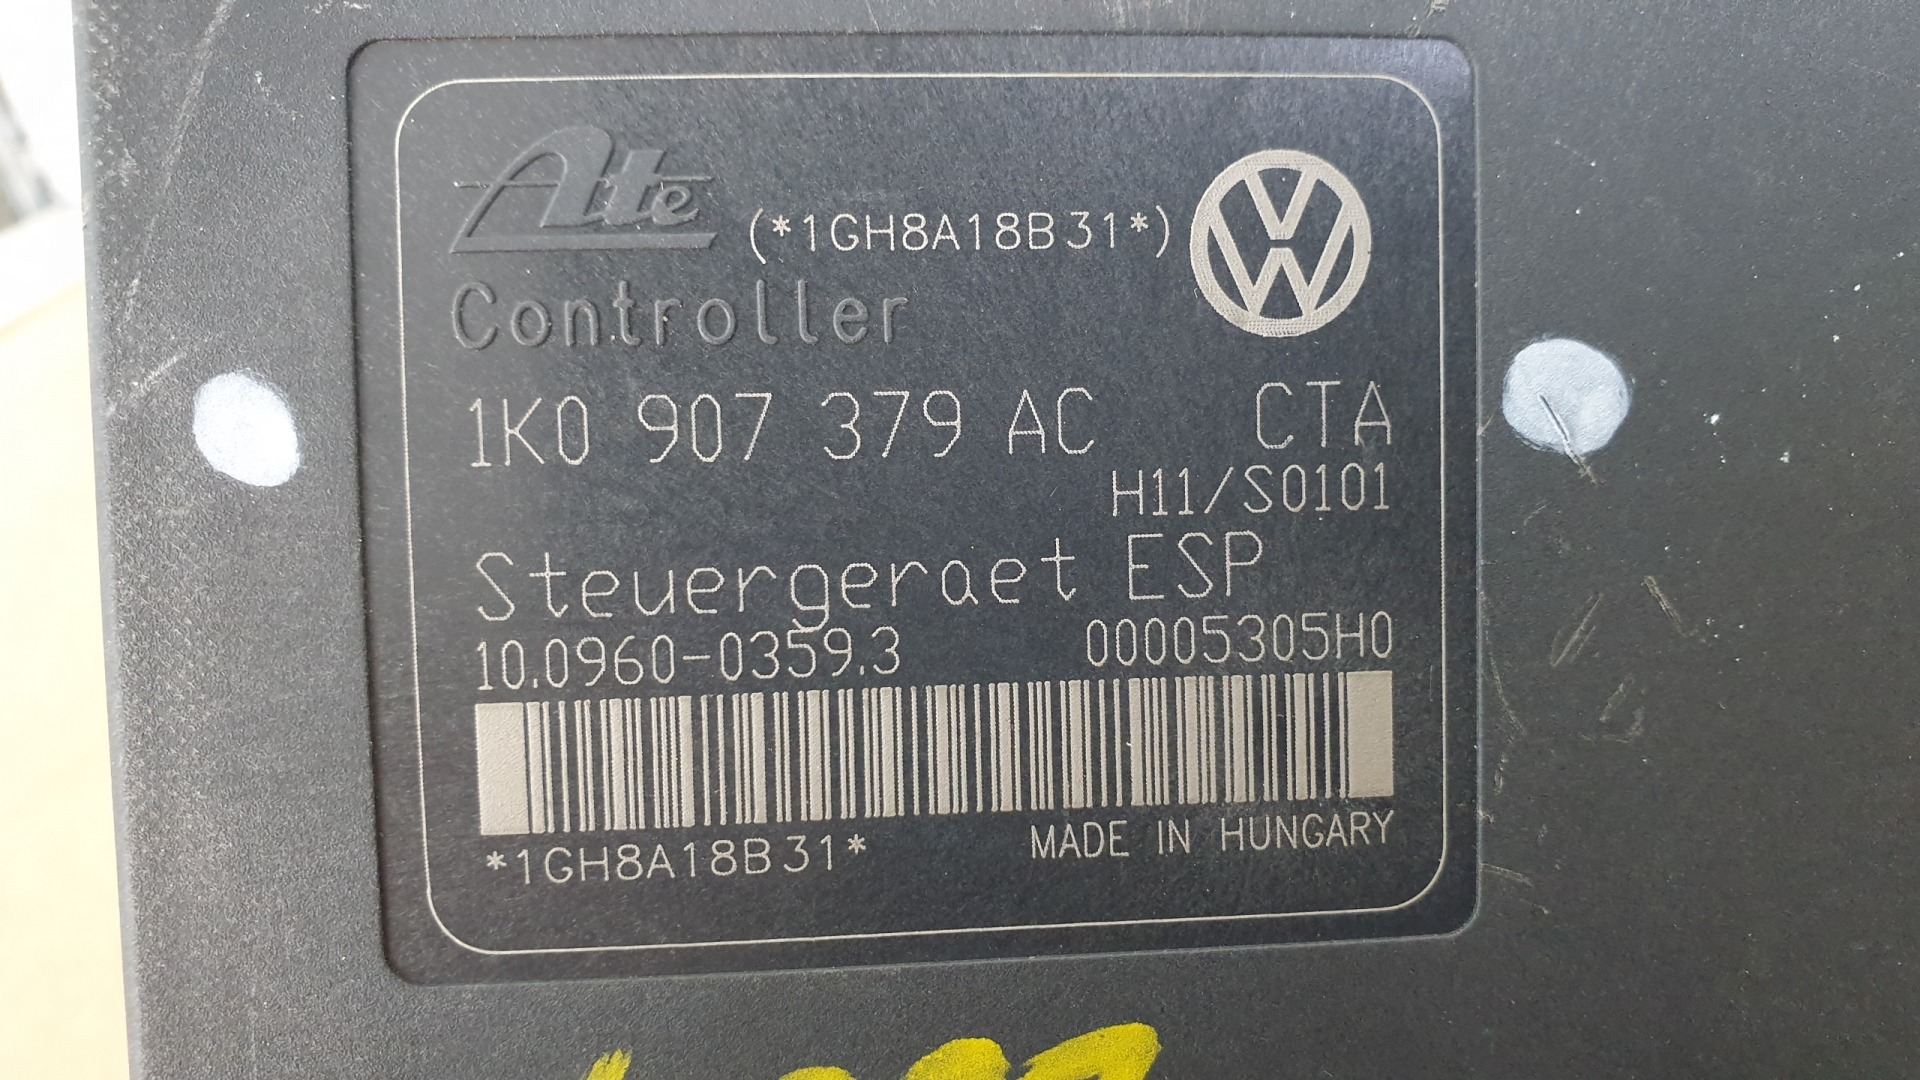 Ate (*1GH8A18B31*)
Controller
1K0 907 379 AC CTA
H11/S0101
Steuergeraet ESP
10.0960-0359.3 00005305H0
*1GH8A18B31* MADE IN HUNGARY